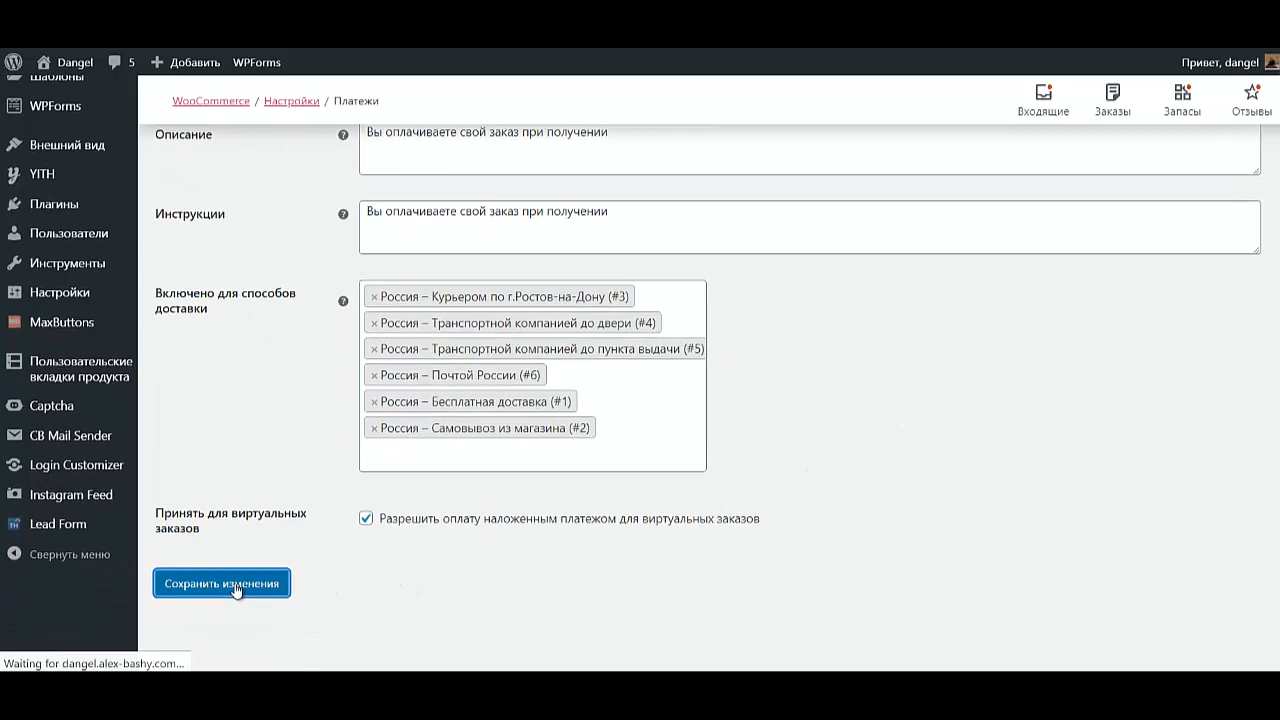 Dangel 5 Добавить WPForms Привет, dangel
Шаблоны
WPForms
Внешний вид
YITH
Плагины
Пользователи
Инструменты
Настройки
MaxButtons
Пользовательские
вкладки продукта
Captcha
CB Mail Sender
Login Customizer
Instagram Feed
Lead Form
Свернуть меню
WooCommerce / Настройки / Платежи
Входящие Заказы Запасы Отзывы
Описание ? Вы оплачиваете свой заказ при получении
Инструкции ? Вы оплачиваете свой заказ при получении
Включено для способов
доставки ?
× Россия – Курьером по г.Ростов-на-Дону (#3)
× Россия – Транспортной компанией до двери (#4)
× Россия – Транспортной компанией до пункта выдачи (#5)
× Россия – Почтой России (#6)
× Россия – Бесплатная доставка (#1)
× Россия – Самовывоз из магазина (#2)
Принять для виртуальных
заказов
Разрешить оплату наложенным платежом для виртуальных заказов
Сохранить изменения
Waiting for dangel.alex-bashy.com...